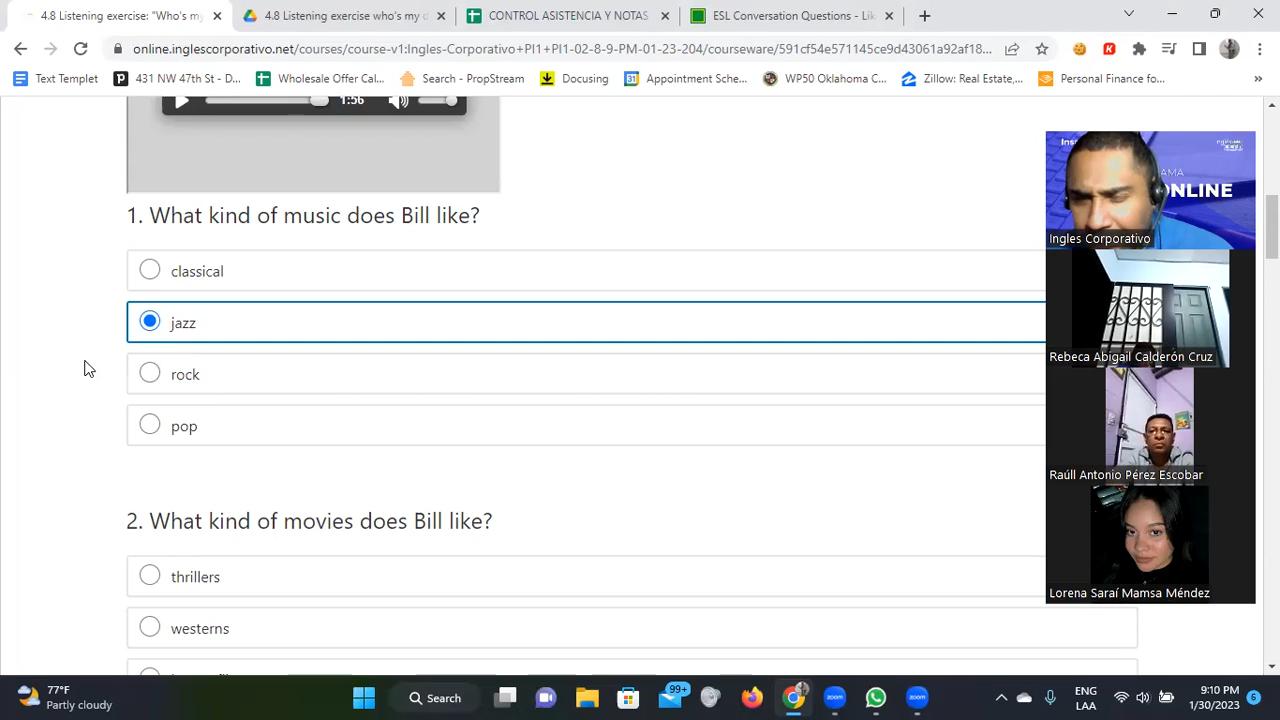 4.8 Listening exercise: "Who's my
4.8 Listening exercise who's my d
CONTROL ASISTENCIA Y NOTAS
ESL Conversation Questions - Lik
online.inglescorporativo.net/courses/course-v1:Ingles-Corporativo+PI1+PI1-02-8-9-PM-01-23-204/courseware/591cf54e571145ce9d43061a92af18...
Text Templet
431 NW 47th St - D...
Wholesale Offer Cal...
Search - PropStream
Docusing
Appointment Sche...
WP50 Oklahoma C...
Zillow: Real Estate,...
Personal Finance fo...
»
1:56
1. What kind of music does Bill like?
classical
jazz
rock
pop
2. What kind of movies does Bill like?
thrillers
westerns
ONLINE
Ingles Corporativo
Rebeca Abigail Calderón Cruz
Raúll Antonio Pérez Escobar
Lorena Saraí Mamsa Méndez
77°F
Partly cloudy
Search
99+
zoom
zoom
ENG
LAA
9:10 PM
1/30/2023
6